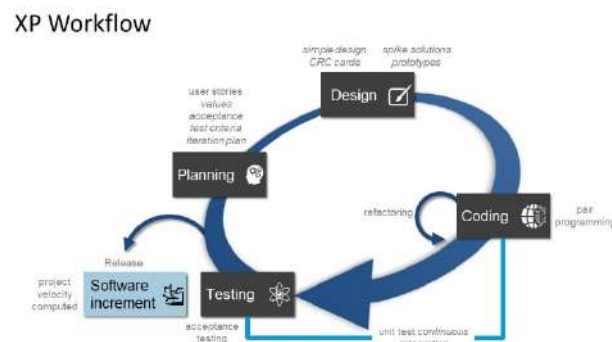 XP Workflow
simple design
CRC cards
spike solutions
prototypes
Design
user stories
values
acceptance
test criteria
iteration plan
Planning
refactoring
Coding
pair
programming
Release
project
velocity
computed
Software
increment
Testing
acceptance
testing
unit test continuous